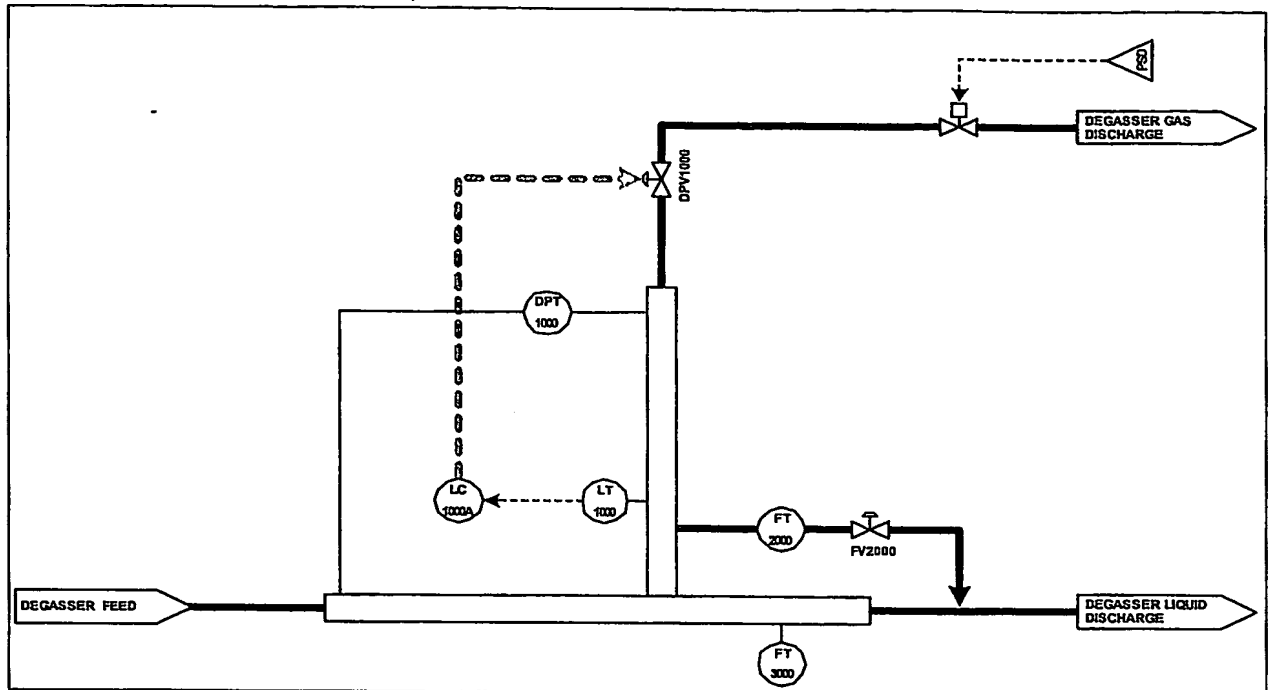 PSD
DEGASSER GAS
DISCHARGE
DPV1000
DPT
1000
LC
1000A
LT
1000
FT
2000
FV2000
DEGASSER FEED
DEGASSER LIQUID
DISCHARGE
FT
3000